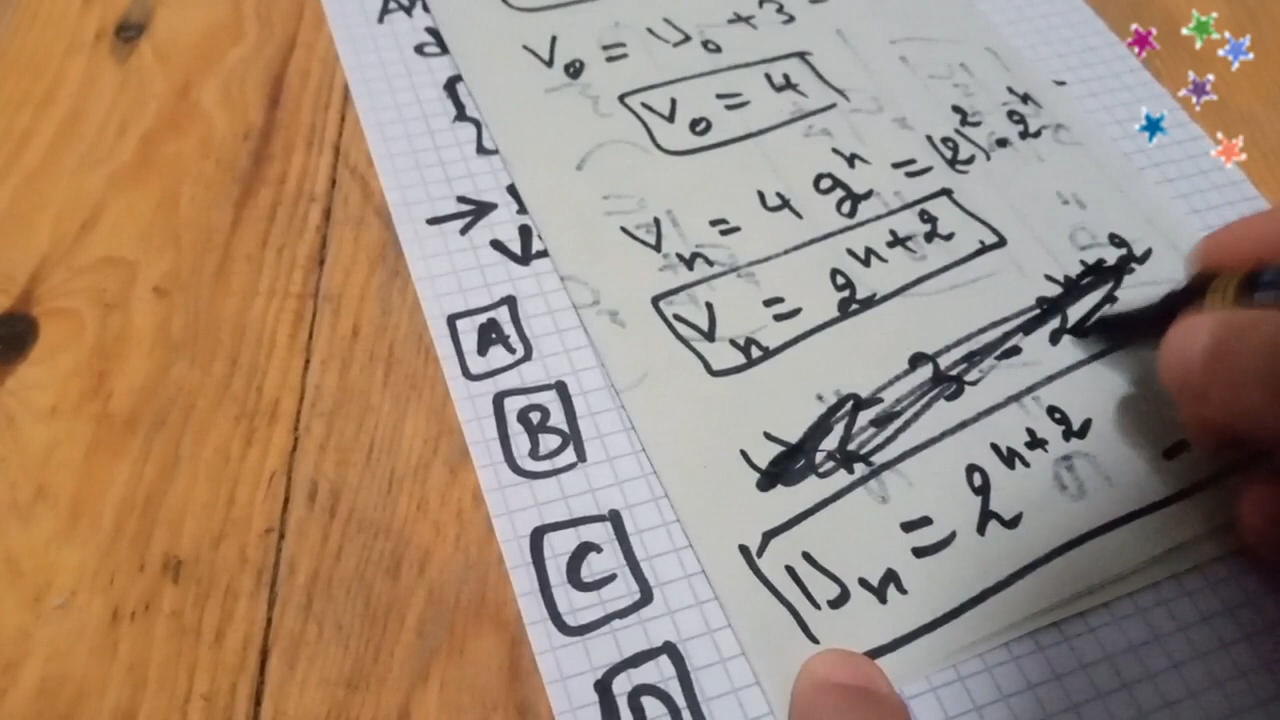 V₀ = U₀ + 3
V₀ = 4
Vₙ = 4 2ⁿ = (2)² · 2ⁿ
Vₙ = 2ⁿ⁺²
Uₙ = 2ⁿ⁺² -
A
B
C
D